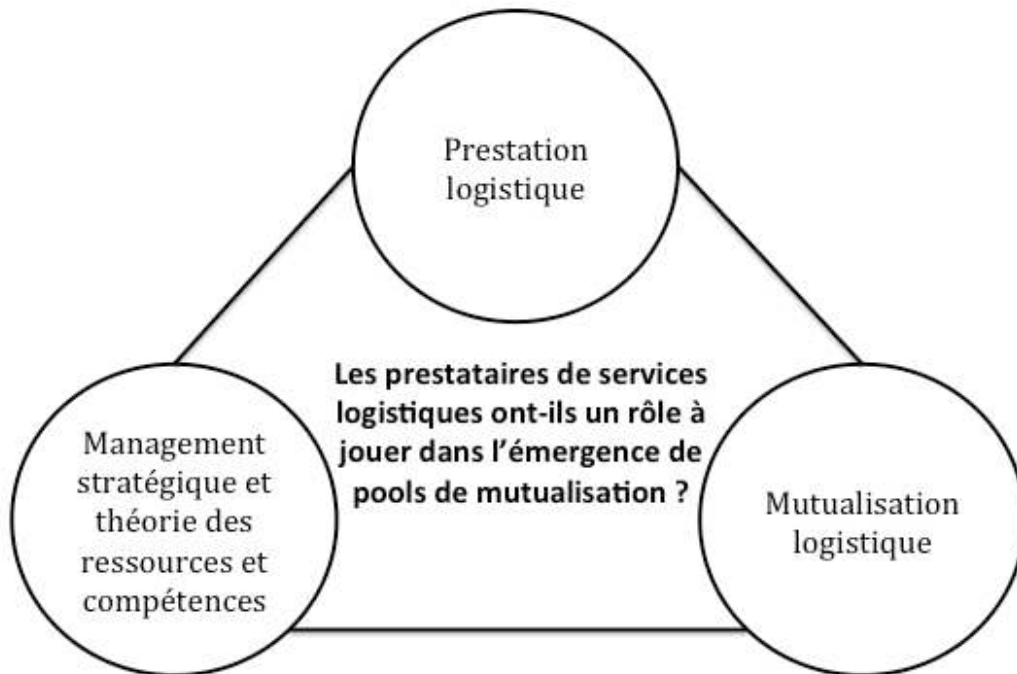 Prestation
logistique
Les prestataires de services
logistiques ont-ils un rôle à
jouer dans l’émergence de
pools de mutualisation ?
Management
stratégique et
théorie des
ressources et
compétences
Mutualisation
logistique